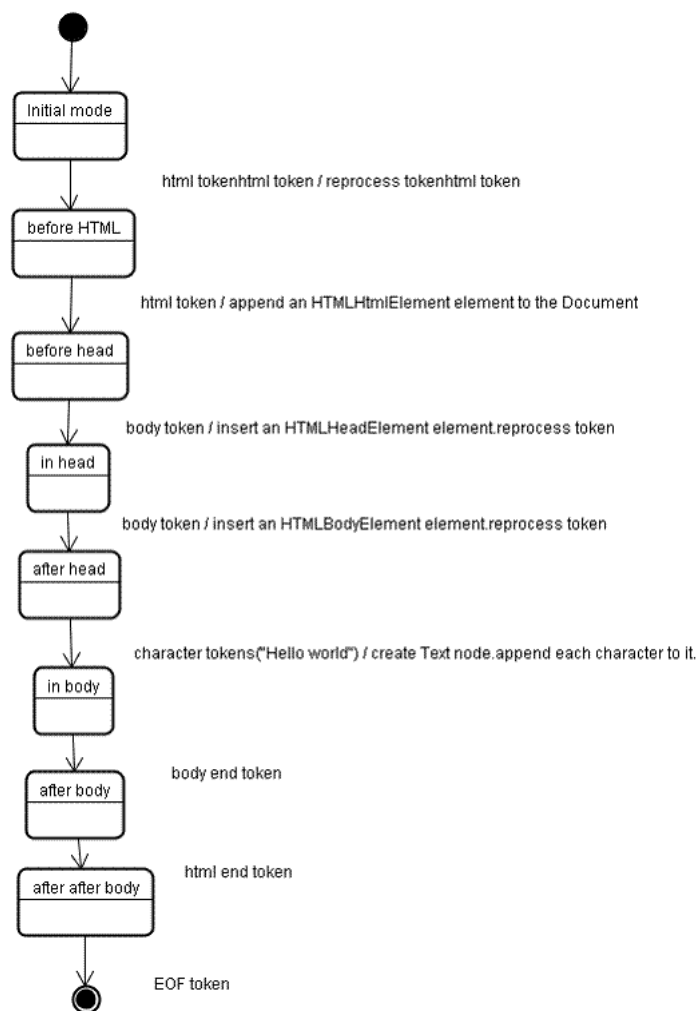 Initial mode
html tokenhtml token / reprocess tokenhtml token
before HTML
html token / append an HTMLHtmlElement element to the Document
before head
body token / insert an HTMLHeadElement element.reprocess token
in head
body token / insert an HTMLBodyElement element.reprocess token
after head
character tokens("Hello world") / create Text node.append each character to it.
in body
body end token
after body
html end token
after after body
EOF token